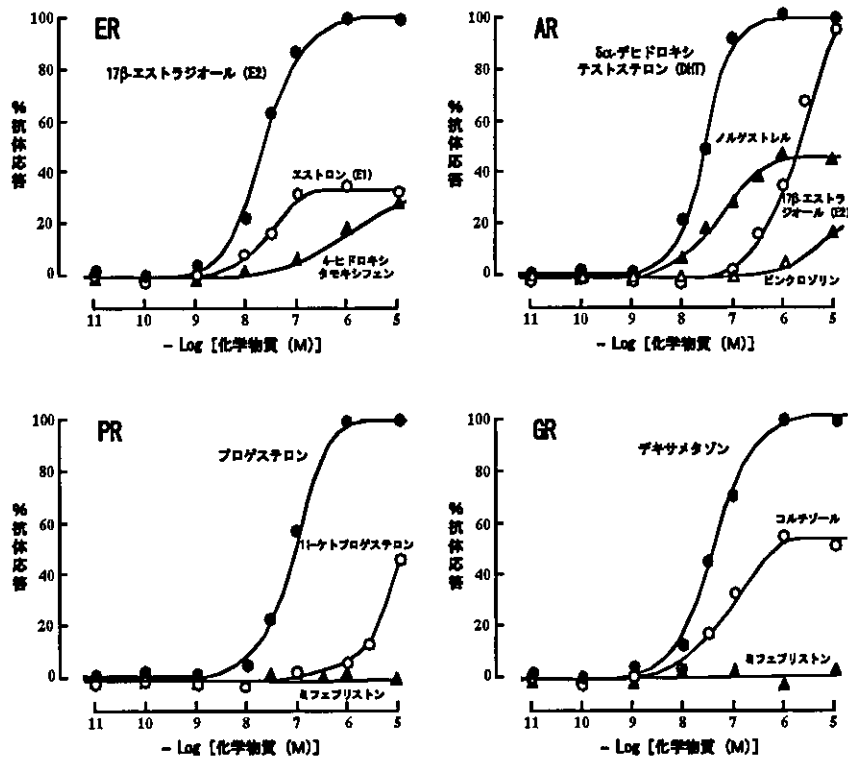 ER
100
80
60
40
20
0
% 抗体応答
17β-エストラジオール (E2)
エストロン (E1)
4-ヒドロキシ
タモキシフェン
11 10 9 8 7 6 5
- Log [化学物質 (M)]
AR
100
80
60
40
20
0
% 抗体応答
5α-デヒドロキシ
テストステロン (DHT)
ノルゲストレル
17β-エストラ
ジオール (E2)
ビンクロゾリン
11 10 9 8 7 6 5
- Log [化学物質 (M)]
PR
100
80
60
40
20
0
% 抗体応答
プロゲステロン
11-ケトプロゲステロン
ミフェプリストン
11 10 9 8 7 6 5
- Log [化学物質 (M)]
GR
100
80
60
40
20
0
% 抗体応答
デキサメタゾン
コルチゾール
ミフェプリストン
11 10 9 8 7 6 5
- Log [化学物質 (M)]